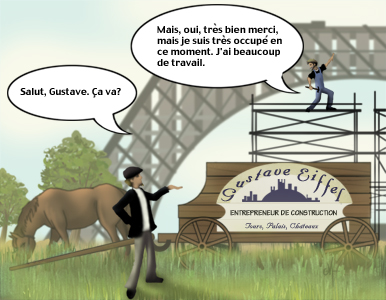 Mais, oui, très bien merci,
mais je suis très occupé en
ce moment. J'ai beaucoup
de travail.
Salut, Gustave. Ça va?
Gustave Eiffel
ENTREPRENEUR DE CONSTRUCTION
Tours, Palais, Châteaux